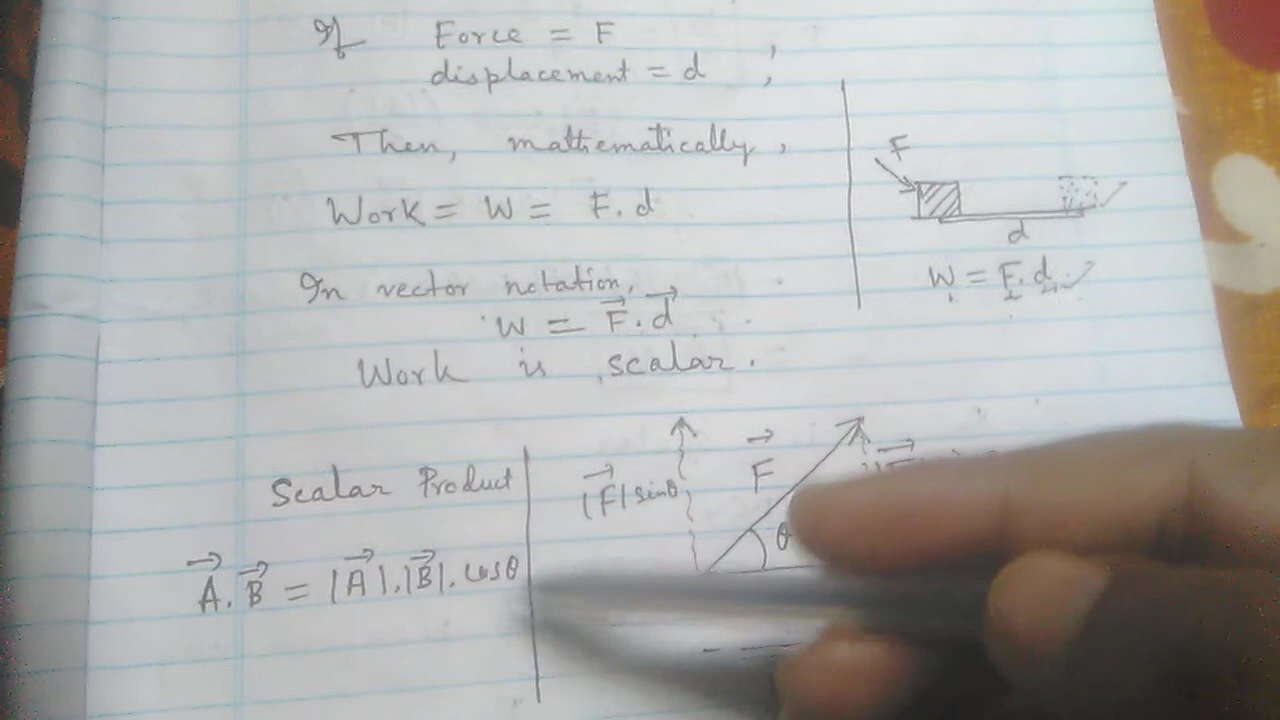 If Force = F ,
displacement = d ,
Then, mathematically,
Work = W = F.d
In vector notation,
W = F⃗.d⃗
Work is scalar.
F
d
W = F.d
Scalar Product
A⃗.B⃗ = |A⃗|.|B⃗|.cosθ
|F⃗|sinθ
F⃗
θ